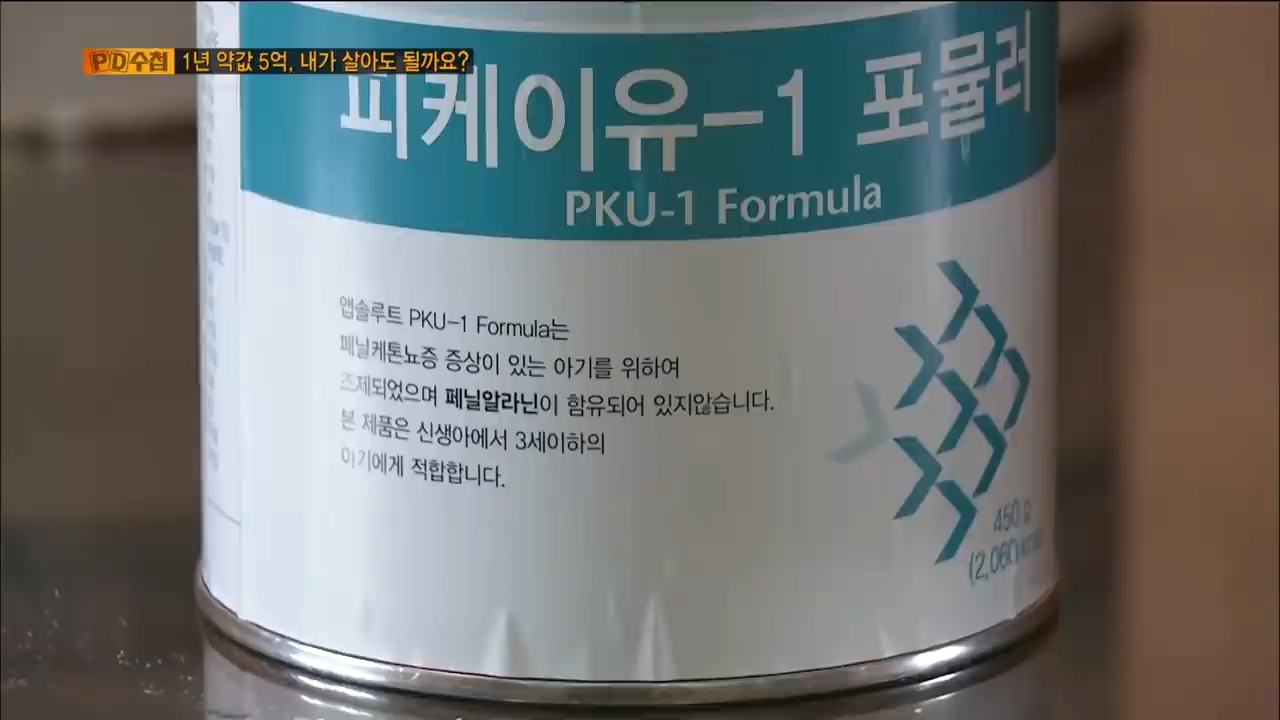 PD수첩 1년 약값 5억, 내가 살아도 될까요?
피케이유-1 포뮬러
PKU-1 Formula
앱솔루트 PKU-1 Formula는
페닐케톤뇨증 증상이 있는 아기를 위하여
조제되었으며 페닐알라닌이 함유되어 있지않습니다.
본 제품은 신생아에서 3세이하의
아기에게 적합합니다.
450 g